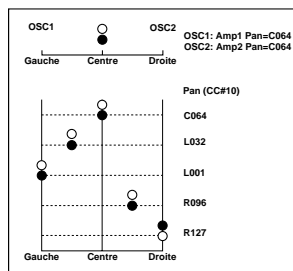 OSC1 OSC2
OSC1: Amp1 Pan=C064
OSC2: Amp2 Pan=C064
Gauche Centre Droite
Pan (CC#10)
C064
L032
L001
R096
R127
Gauche Centre Droite